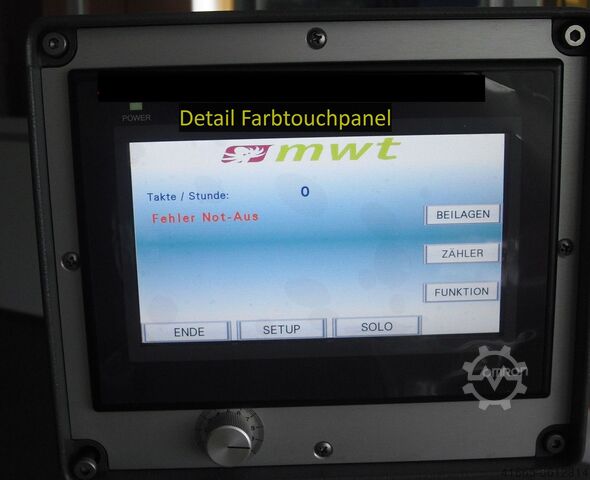 POWER
Detail Farbtouchpanel
mwt
Takte / Stunde: 0
Fehler Not-Aus
BEILAGEN
ZÄHLER
FUNKTION
ENDE SETUP SOLO
omron